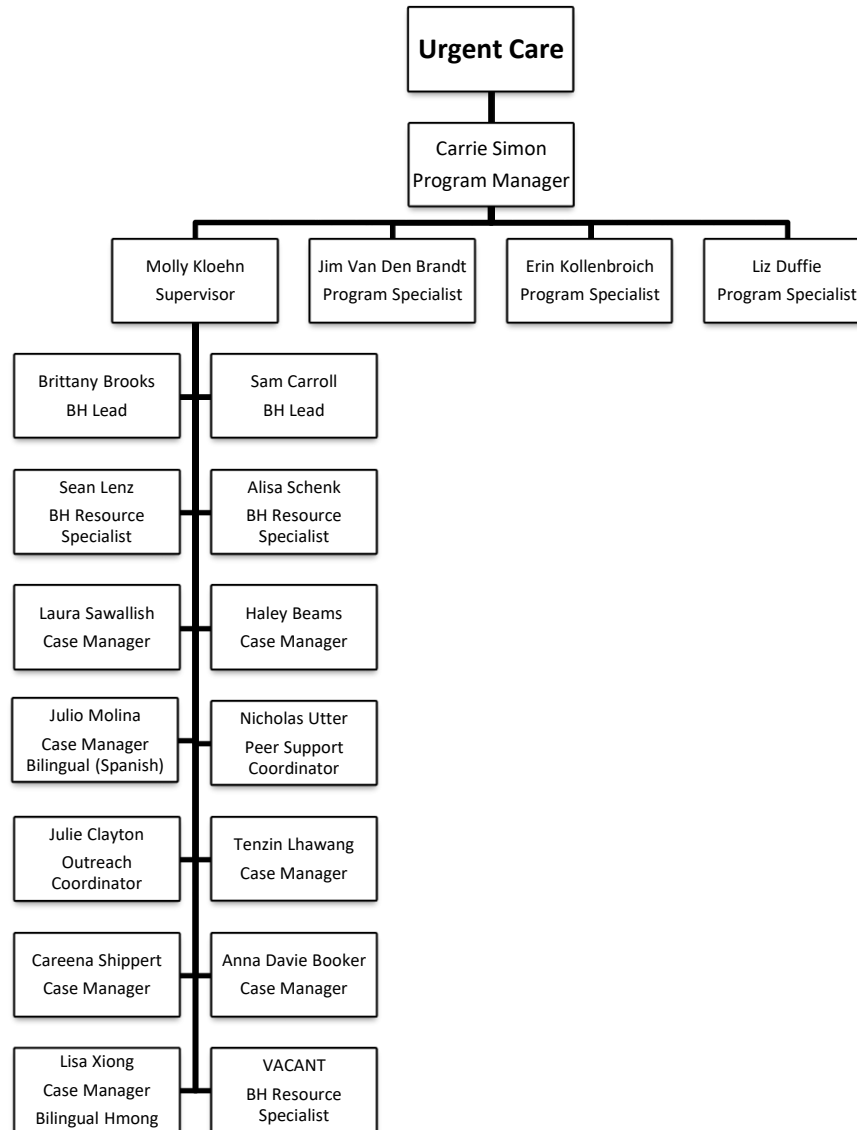 Urgent Care
Carrie Simon
Program Manager
Molly Kloehn
Supervisor
Jim Van Den Brandt
Program Specialist
Erin Kollenbroich
Program Specialist
Liz Duffie
Program Specialist
Brittany Brooks
BH Lead
Sam Carroll
BH Lead
Sean Lenz
BH Resource
Specialist
Alisa Schenk
BH Resource
Specialist
Laura Sawallish
Case Manager
Haley Beams
Case Manager
Julio Molina
Case Manager
Bilingual (Spanish)
Nicholas Utter
Peer Support
Coordinator
Julie Clayton
Outreach
Coordinator
Tenzin Lhawang
Case Manager
Careena Shippert
Case Manager
Anna Davie Booker
Case Manager
Lisa Xiong
Case Manager
Bilingual Hmong
VACANT
BH Resource
Specialist